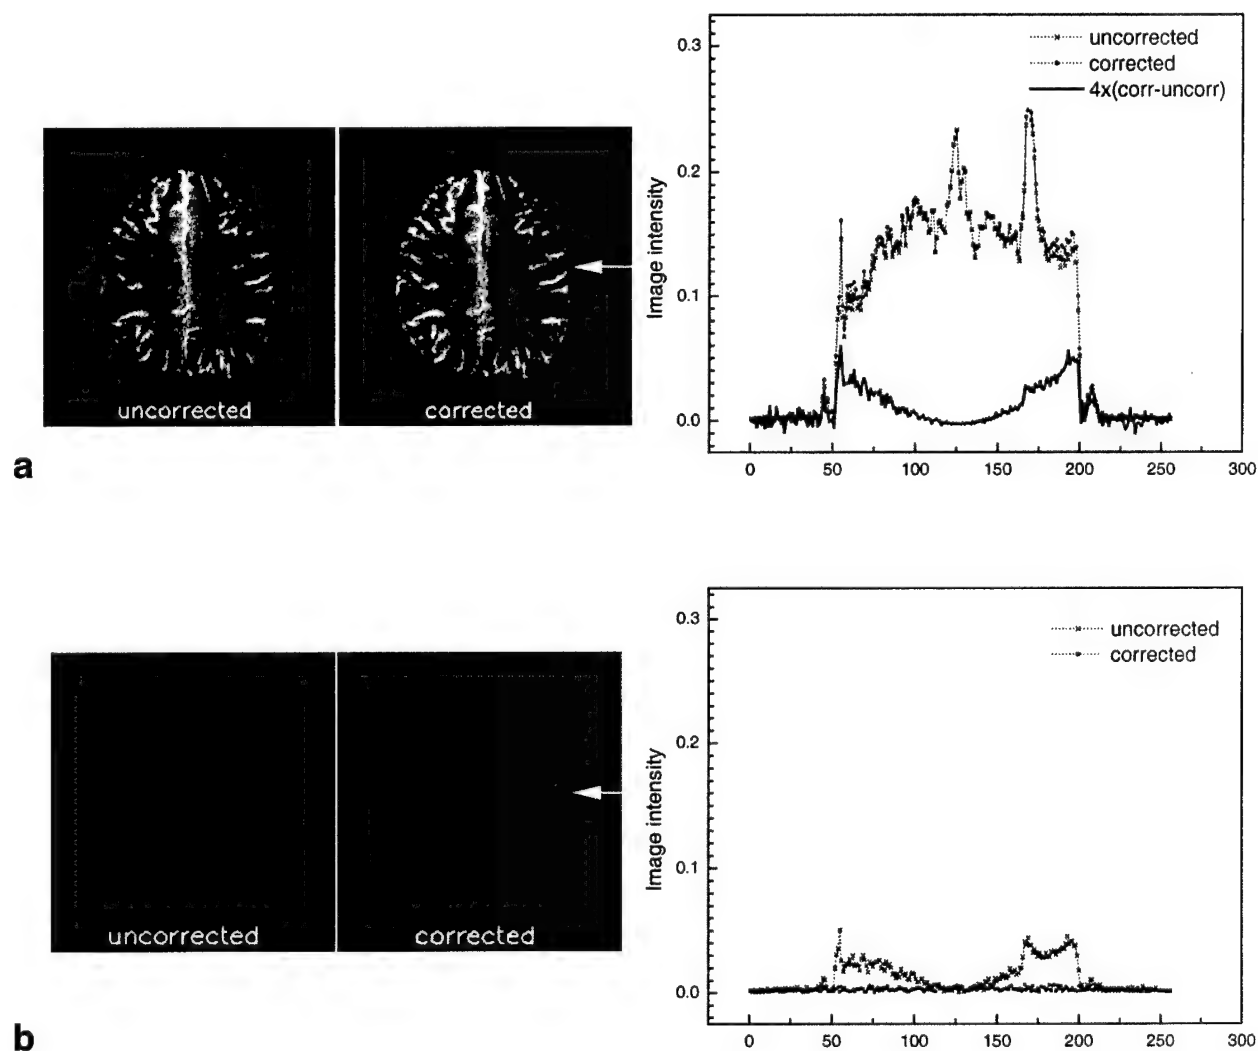 uncorrected
corrected
a
uncorrected
corrected
4x(corr-uncorr)
Image intensity
0.3
0.2
0.1
0.0
0 50 100 150 200 250 300
uncorrected
corrected
b
uncorrected
corrected
Image intensity
0.3
0.2
0.1
0.0
0 50 100 150 200 250 300